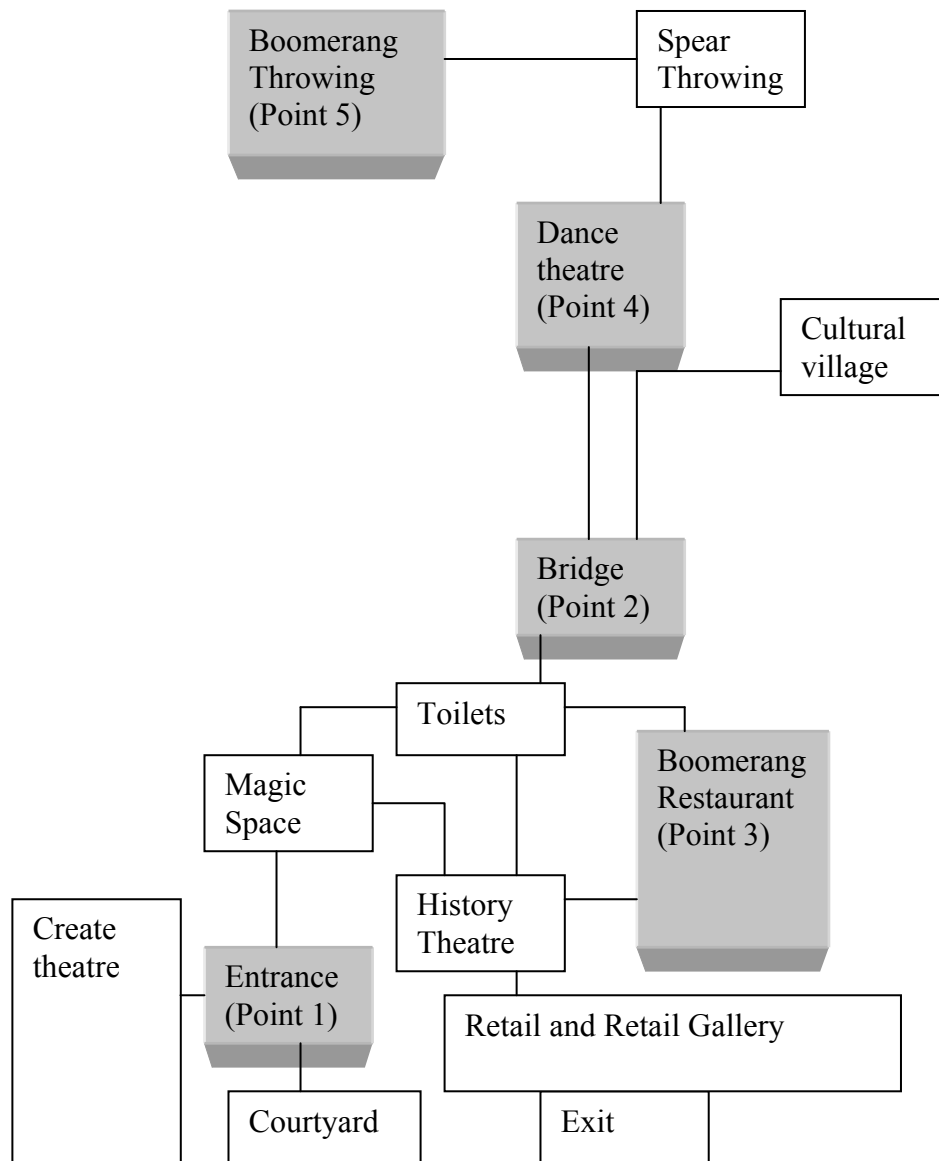 Boomerang
Throwing
(Point 5)
Spear
Throwing
Dance
theatre
(Point 4)
Cultural
village
Bridge
(Point 2)
Toilets
Magic
Space
Boomerang
Restaurant
(Point 3)
History
Theatre
Create
theatre
Entrance
(Point 1)
Retail and Retail Gallery
Courtyard
Exit